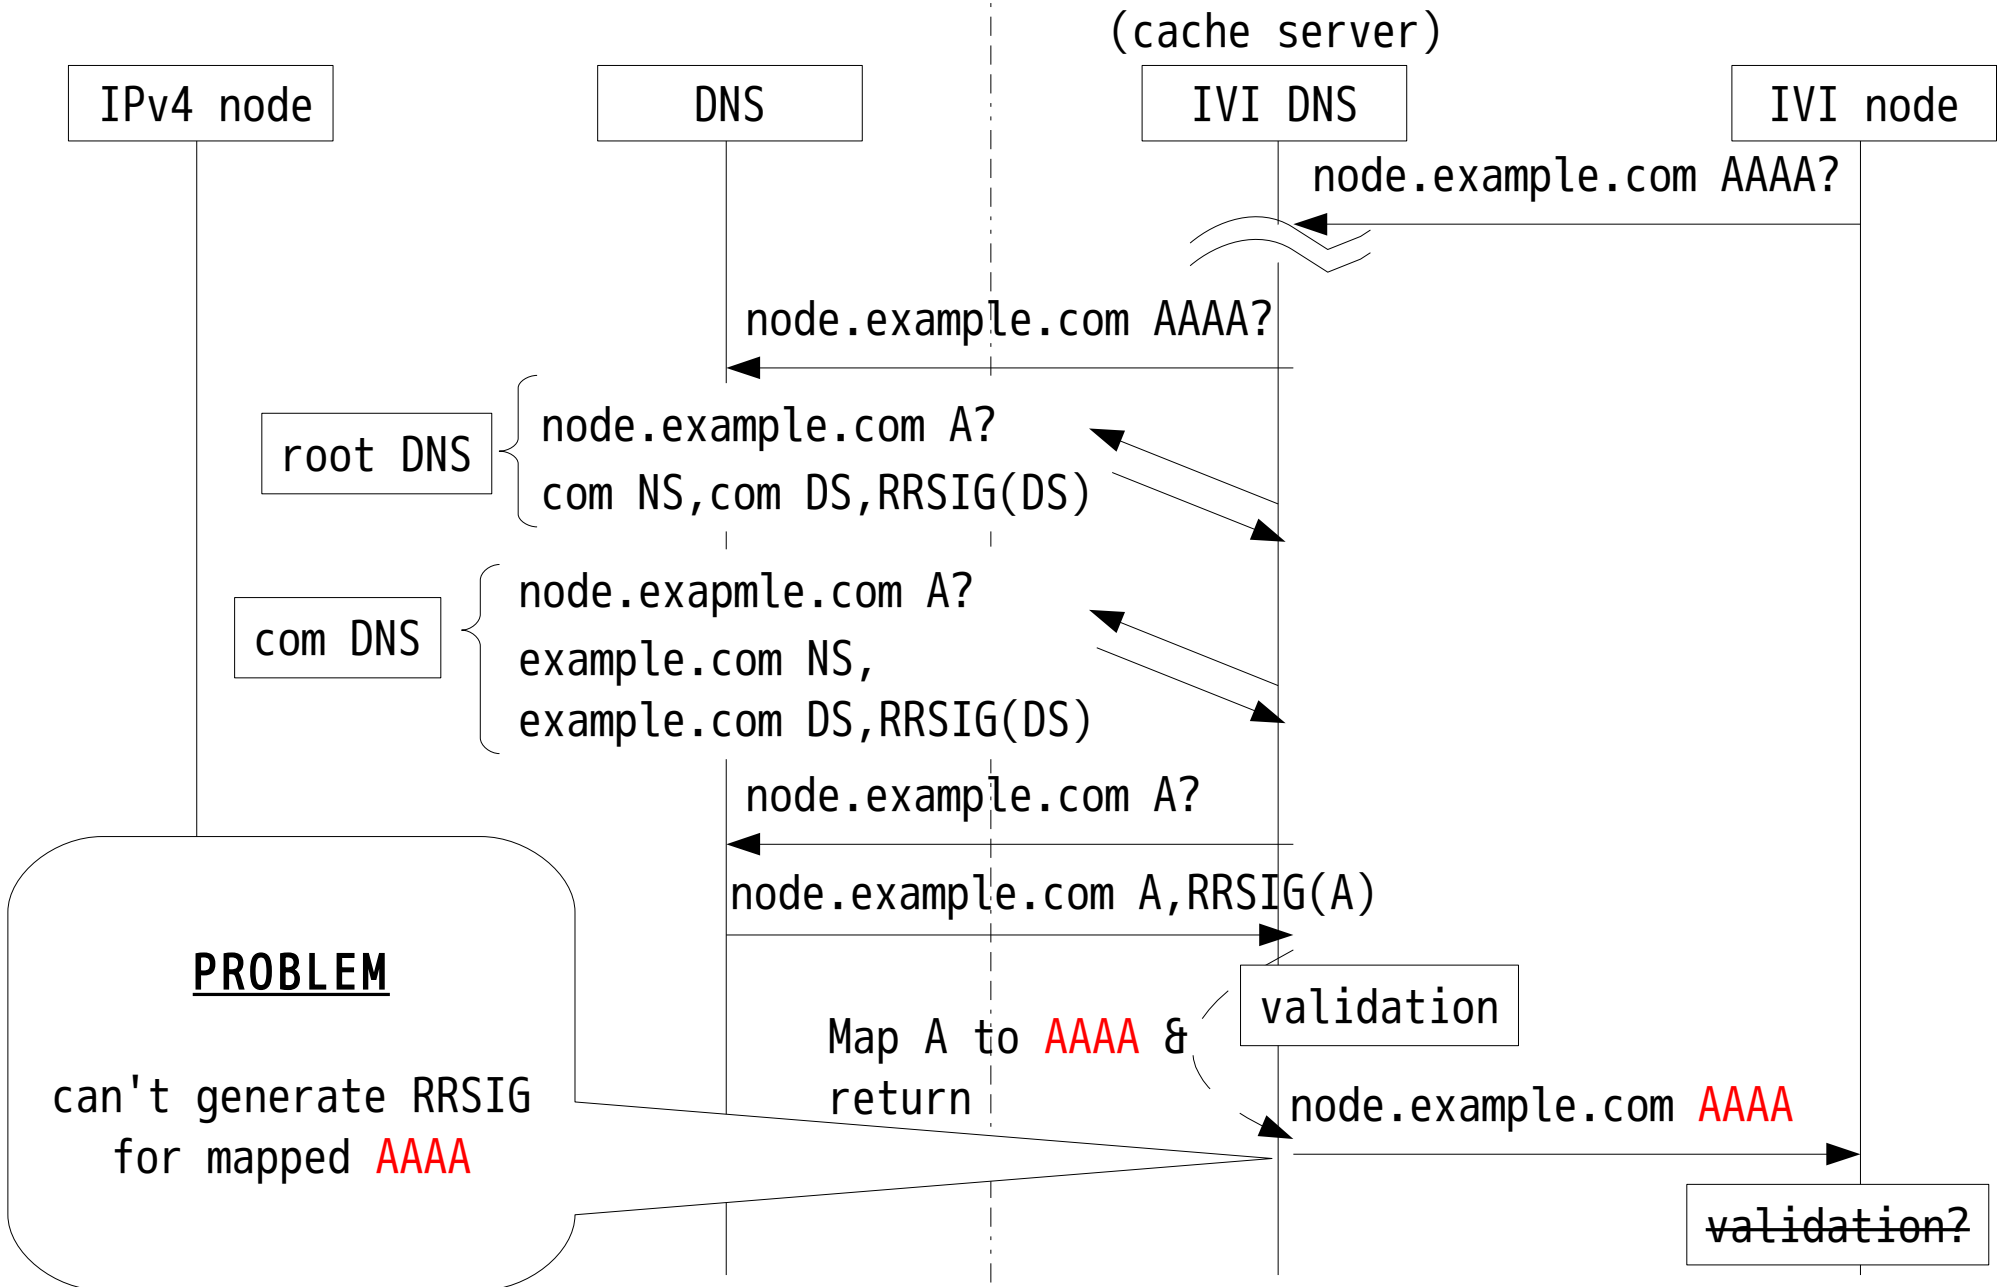 (cache server)
IPv4 node
DNS
IVI DNS
IVI node
node.example.com AAAA?
node.example.com AAAA?
root DNS
node.example.com A?
com NS,com DS,RRSIG(DS)
com DNS
node.exapmle.com A?
example.com NS,
example.com DS,RRSIG(DS)
node.example.com A?
node.example.com A,RRSIG(A)
validation
Map A to AAAA &
return
node.example.com AAAA
PROBLEM
can't generate RRSIG
for mapped AAAA
validation?